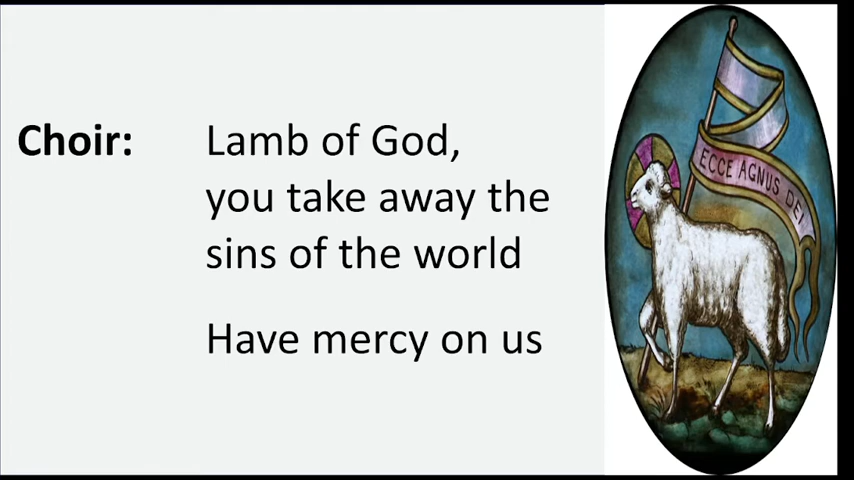 Choir: Lamb of God,
you take away the
sins of the world
Have mercy on us
ECCE AGNUS DEI